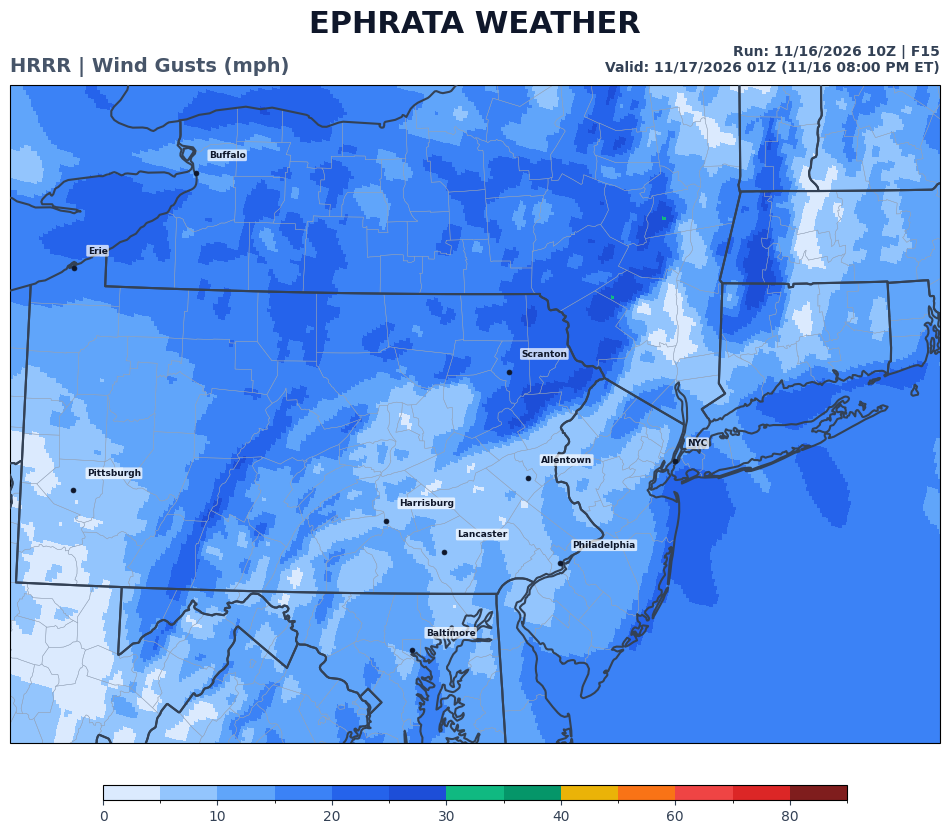 EPHRATA WEATHER
HRRR | Wind Gusts (mph)
Run: 11/16/2026 10Z | F15
Valid: 11/17/2026 01Z (11/16 08:00 PM ET)
Buffalo
Erie
Scranton
NYC
Allentown
Pittsburgh
Harrisburg
Lancaster
Philadelphia
Baltimore
0 10 20 30 40 60 80